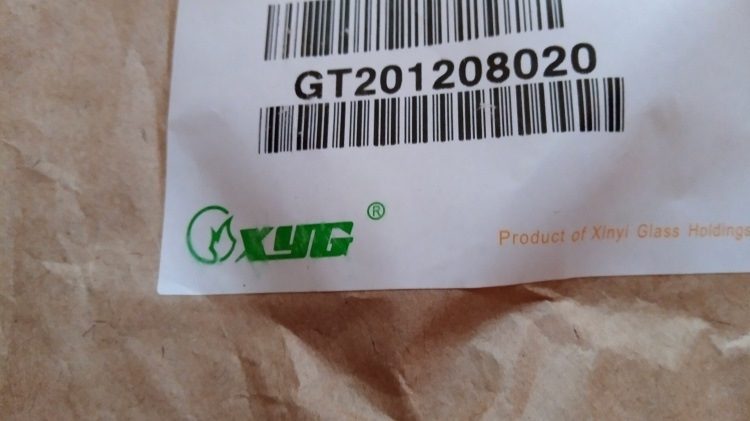 GT201208020
XYG®
Product of Xinyi Glass Holdings